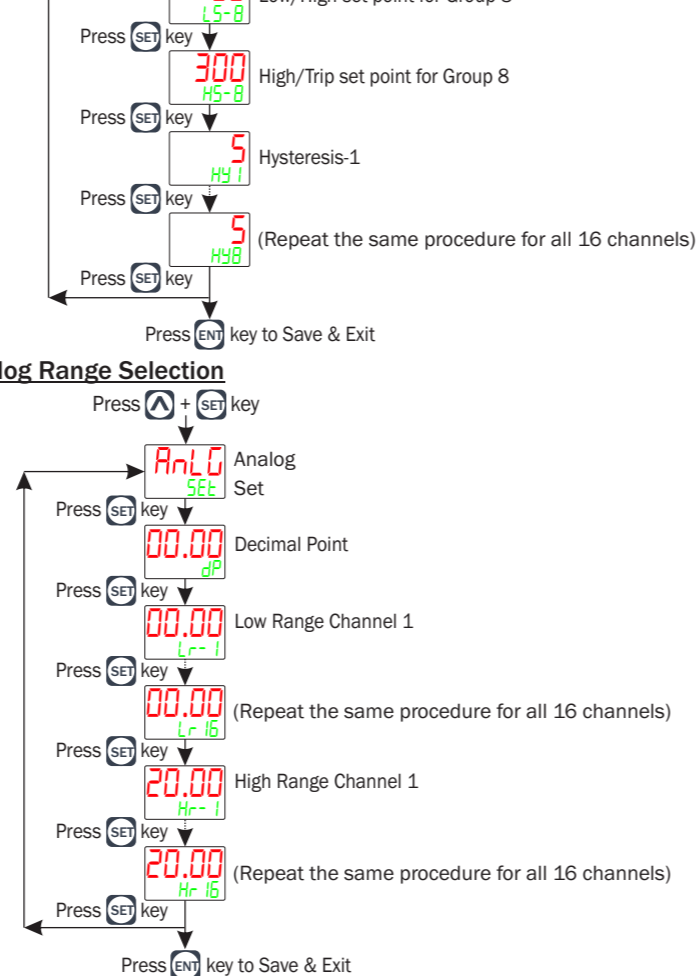 LS-8
Press SET key
300 High/Trip set point for Group 8
HS-8
Press SET key
5 Hysteresis-1
HY1
Press SET key
5 (Repeat the same procedure for all 16 channels)
HY8
Press SET key
Press ENT key to Save & Exit
log Range Selection
Press + SET key
AnLG Analog
SEt Set
Press SET key
00.00 Decimal Point
dP
Press SET key
00.00 Low Range Channel 1
Lr-1
Press SET key
00.00 (Repeat the same procedure for all 16 channels)
Lr16
Press SET key
20.00 High Range Channel 1
Hr-1
Press SET key
20.00 (Repeat the same procedure for all 16 channels)
Hr16
Press SET key
Press ENT key to Save & Exit